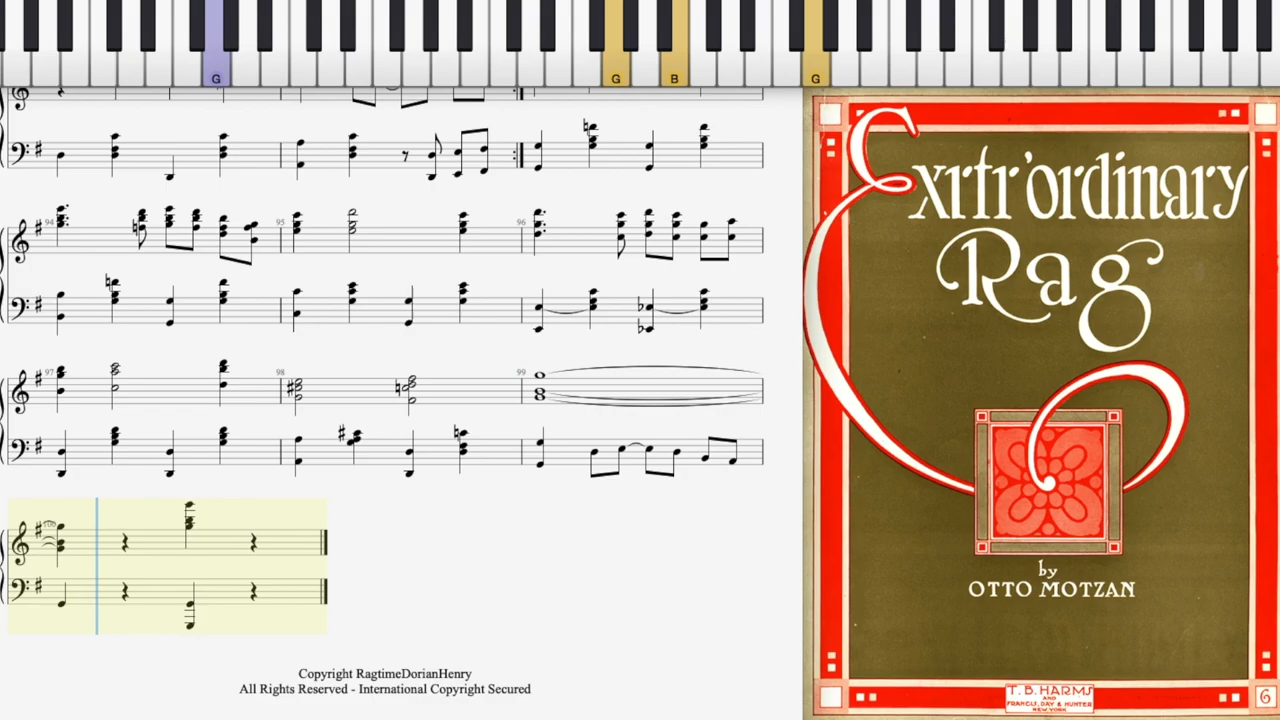 G
G
B
G
94
95
96
97
98
99
100
Exrtr'ordinary
Rag
by
OTTO MOTZAN
T. B. HARMS
AND
FRANCIS, DAY & HUNTER
NEW YORK
6
Copyright RagtimeDorianHenry
All Rights Reserved - International Copyright Secured